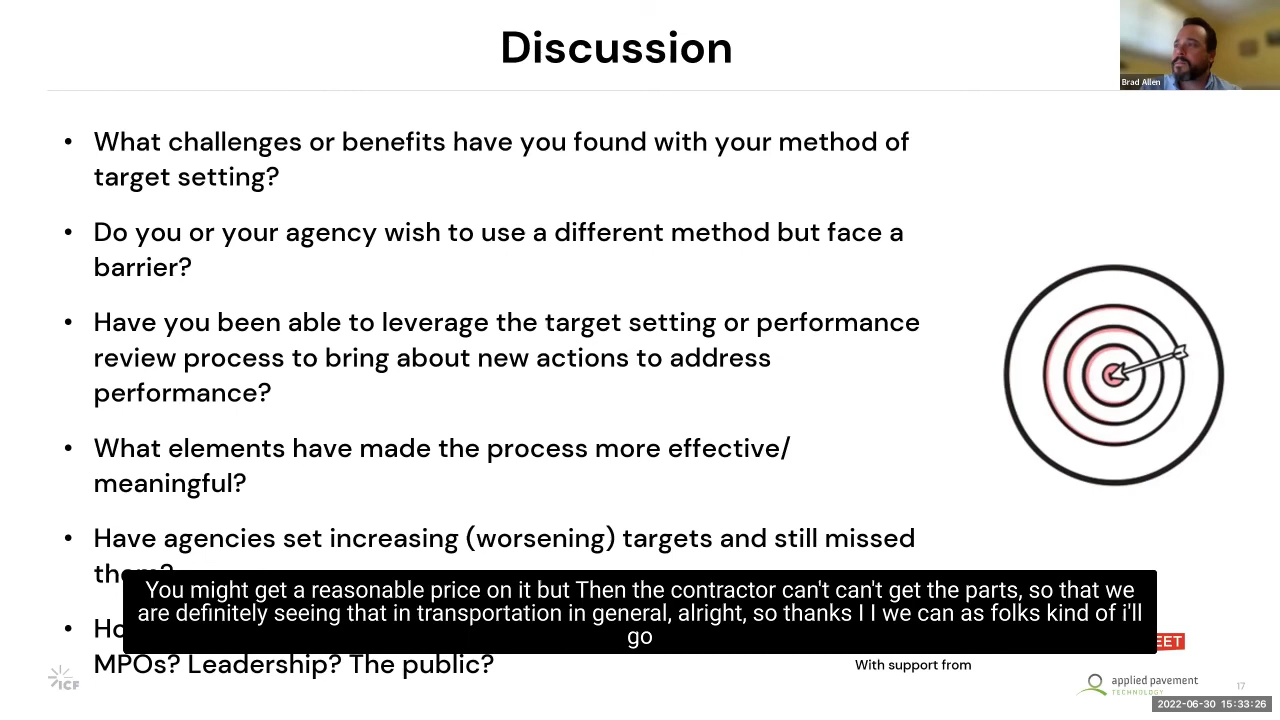 Discussion
Brad Allen
What challenges or benefits have you found with your method of
target setting?
Do you or your agency wish to use a different method but face a
barrier?
Have you been able to leverage the target setting or performance
review process to bring about new actions to address
performance?
What elements have made the process more effective/
meaningful?
Have agencies set increasing (worsening) targets and still missed
them?
You might get a reasonable price on it but Then the contractor can't can't get the parts, so that we
are definitely seeing that in transportation in general, alright, so thanks I I we can as folks kind of i'll
go
MPOs? Leadership? The public?
With support from
ICF
applied pavement
TECHNOLOGY
17
2022-06-30 15:33:26